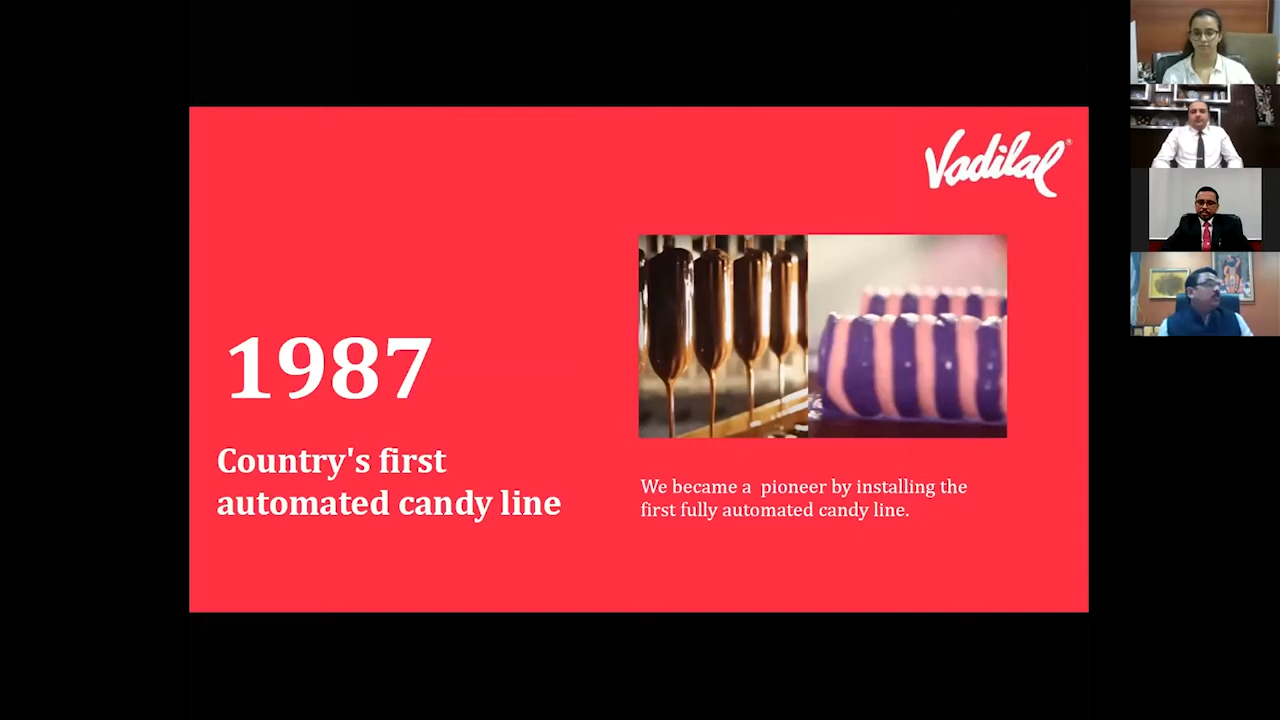 Vadilal®
1987
Country's first
automated candy line
We became a  pioneer by installing the
first fully automated candy line.